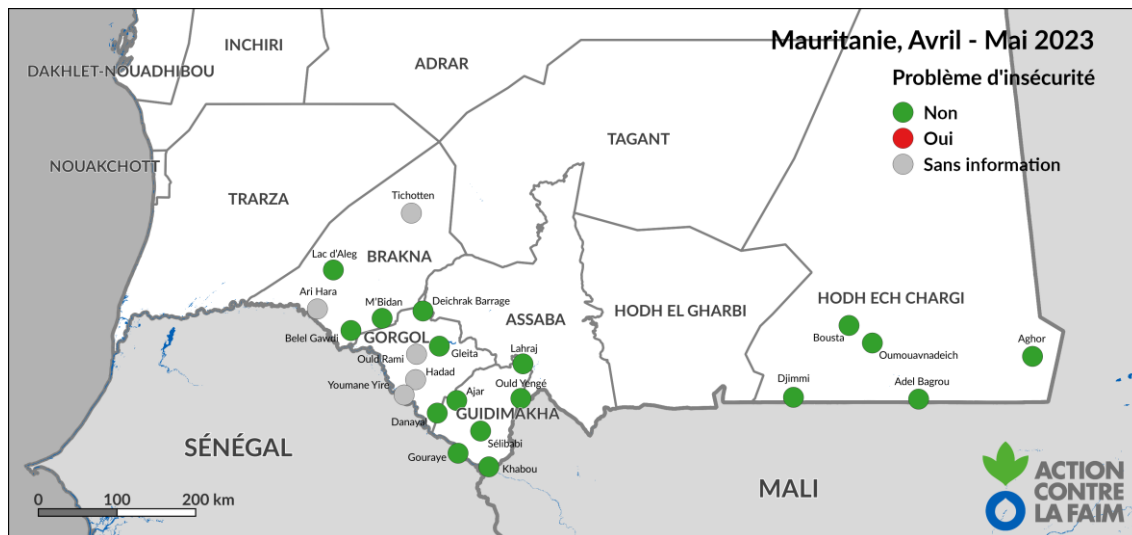 Mauritanie, Avril - Mai 2023
Problème d'insécurité
Non
Oui
Sans information
INCHIRI
DAKHLET-NOUADHIBOU
ADRAR
TAGANT
NOUAKCHOTT
TRARZA
Tichotten
Lac d'Aleg
BRAKNA
Ari Hara
M'Bidan
Deichrak Barrage
HODH ECH CHARGI
HODH EL GHARBI
ASSABA
Belel Gawdi
GORGOL
Bousta
Aghor
Ould Rami
Gleita
Lahraj
Oumouavnadeich
Hadad
Youmane Yire
Ajar
Ould Yengé
Djimmi
Adel Bagrou
Danayal
GUIDIMAKHA
Sélibabi
SÉNÉGAL
Gouraye
Khabou
MALI
0 100 200 km
ACTION
CONTRE
LA FAIM